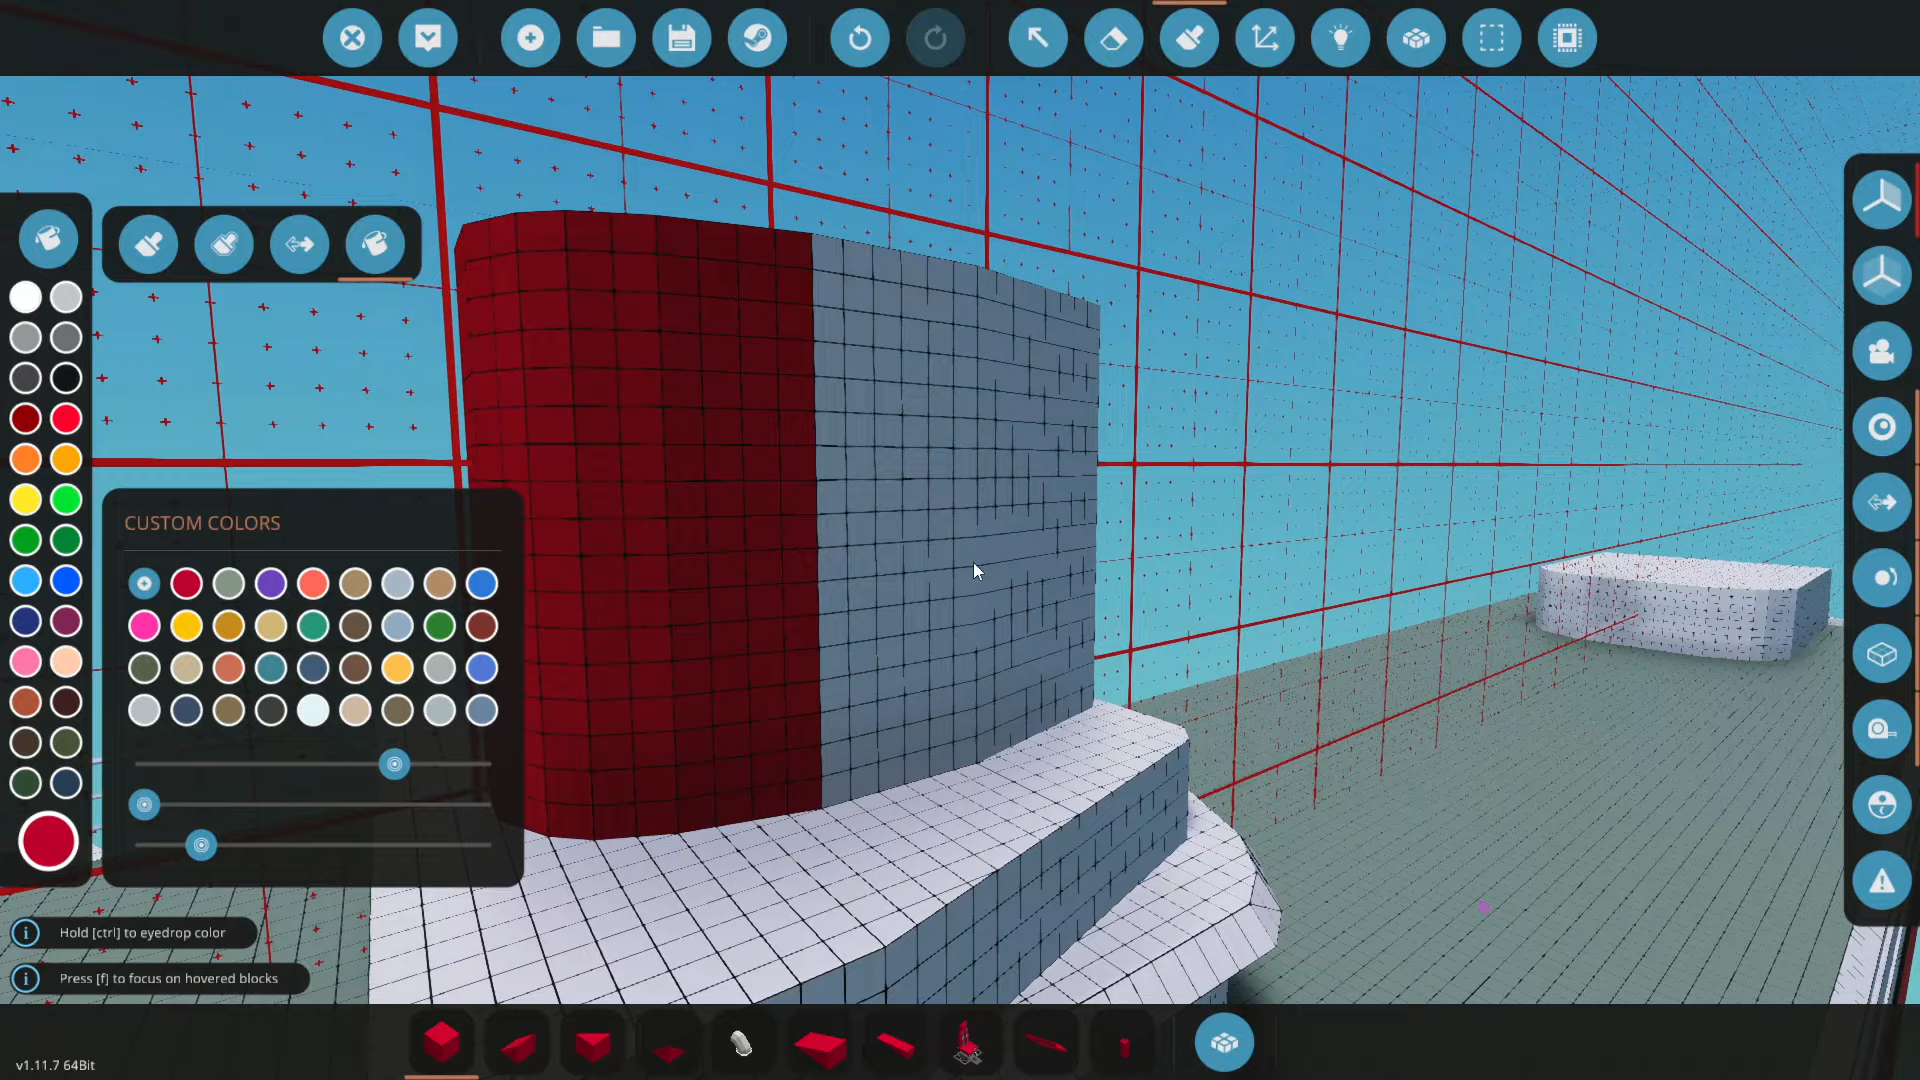 CUSTOM COLORS
Hold [ctrl] to eyedrop color
Press [f] to focus on hovered blocks
v1.11.7 64Bit